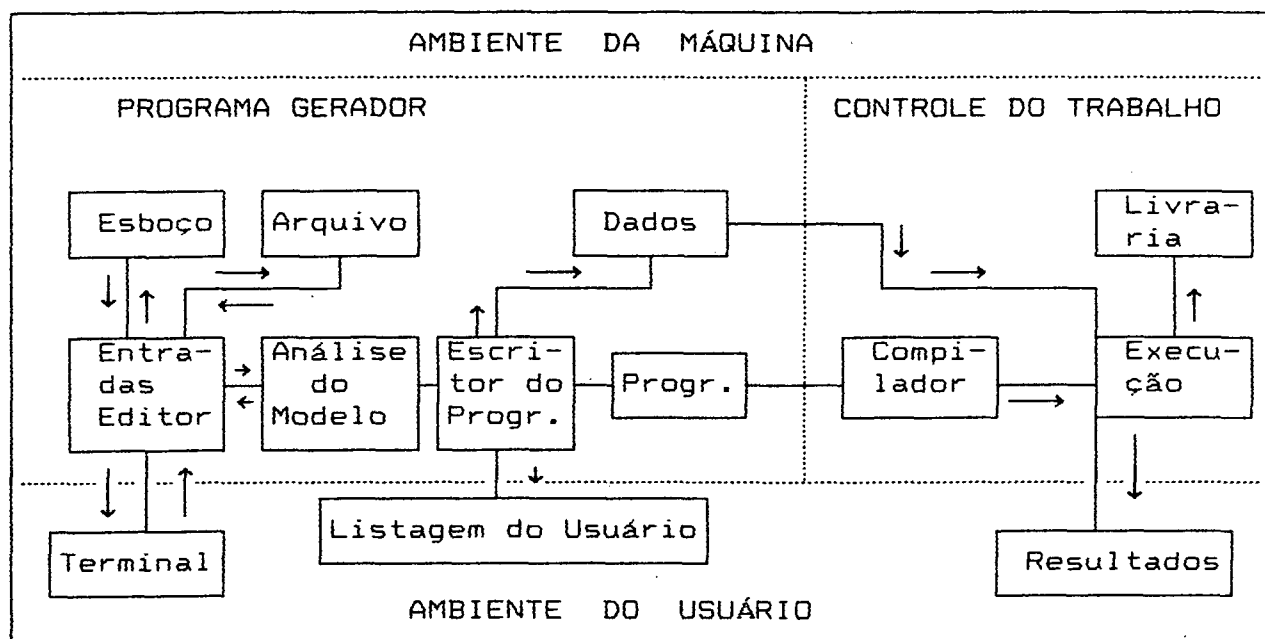 AMBIENTE DA MÁQUINA
PROGRAMA GERADOR
CONTROLE DO TRABALHO
Esboço
Arquivo
Dados
Livra-
ria
Entra-
das
Editor
Análise
do
Modelo
Escri-
tor do
Progr.
Progr.
Compi-
lador
Execu-
ção
Listagem do Usuário
Terminal
Resultados
AMBIENTE DO USUÁRIO